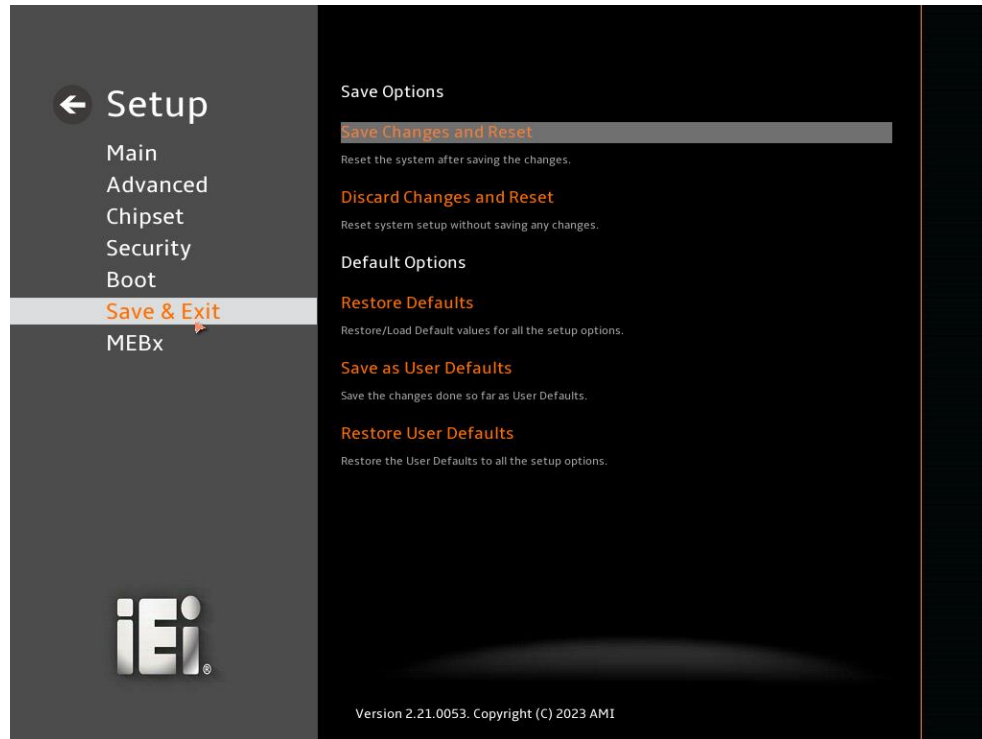 Setup
Main
Advanced
Chipset
Security
Boot
Save & Exit
MEBx
iEi®
Save Options
Save Changes and Reset
Reset the system after saving the changes.
Discard Changes and Reset
Reset system setup without saving any changes.
Default Options
Restore Defaults
Restore/Load Default values for all the setup options.
Save as User Defaults
Save the changes done so far as User Defaults.
Restore User Defaults
Restore the User Defaults to all the setup options.
Version 2.21.0053. Copyright (C) 2023 AMI